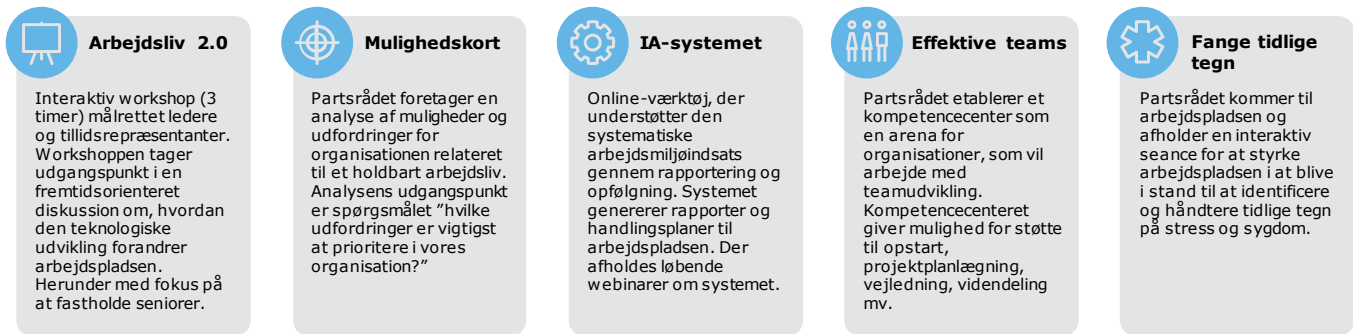 Arbejdsliv 2.0
Interaktiv workshop (3
timer) målrettet ledere
og tillidsrepræsentanter.
Workshoppen tager
udgangspunkt i en
fremtidsorienteret
diskussion om, hvordan
den teknologiske
udvikling forandrer
arbejdspladsen.
Herunder med fokus på
at fastholde seniorer.
Mulighedskort
Partsrådet foretager en
analyse af muligheder og
udfordringer for
organisationen relateret
til et holdbart arbejdsliv.
Analysens udgangspunkt
er spørgsmålet ”hvilke
udfordringer er vigtigst
at prioritere i vores
organisation?”
IA-systemet
Online-værktøj, der
understøtter den
systematiske
arbejdsmiljøindsats
gennem rapportering og
opfølgning. Systemet
genererer rapporter og
handlingsplaner til
arbejdspladsen. Der
afholdes løbende
webinarer om systemet.
Effektive teams
Partsrådet etablerer et
kompetencecenter som
en arena for
organisationer, som vil
arbejde med
teamudvikling.
Kompetencecenteret
giver mulighed for støtte
til opstart,
projektplanlægning,
vejledning, videndeling
mv.
Fange tidlige
tegn
Partsrådet kommer til
arbejdspladsen og
afholder en interaktiv
seance for at styrke
arbejdspladsen i at blive
i stand til at identificere
og håndtere tidlige tegn
på stress og sygdom.